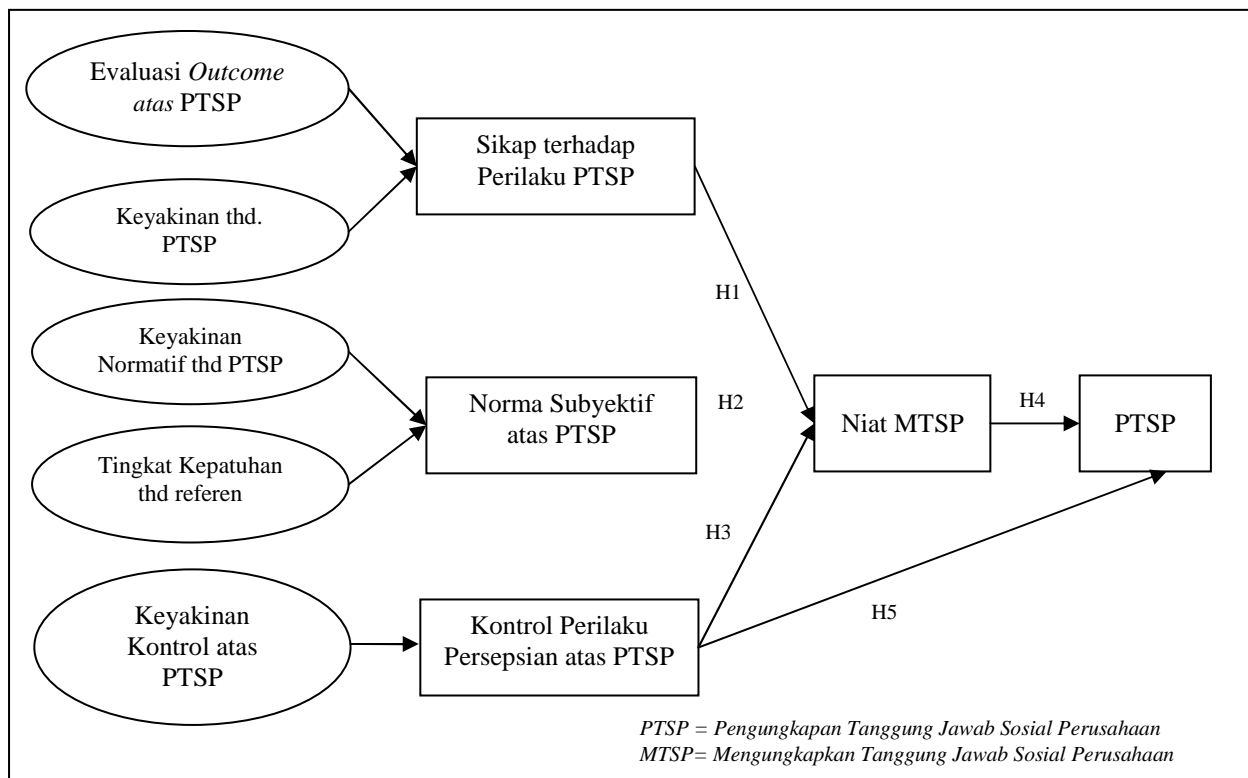 Evaluasi Outcome
atas PTSP
Sikap terhadap
Perilaku PTSP
Keyakinan thd.
PTSP
H1
Keyakinan
Normatif thd PTSP
Norma Subyektif
atas PTSP
H2
Niat MTSP
H4
PTSP
Tingkat Kepatuhan
thd referen
H3
Keyakinan
Kontrol atas
PTSP
Kontrol Perilaku
Persepsian atas PTSP
H5
PTSP = Pengungkapan Tanggung Jawab Sosial Perusahaan
MTSP= Mengungkapkan Tanggung Jawab Sosial Perusahaan